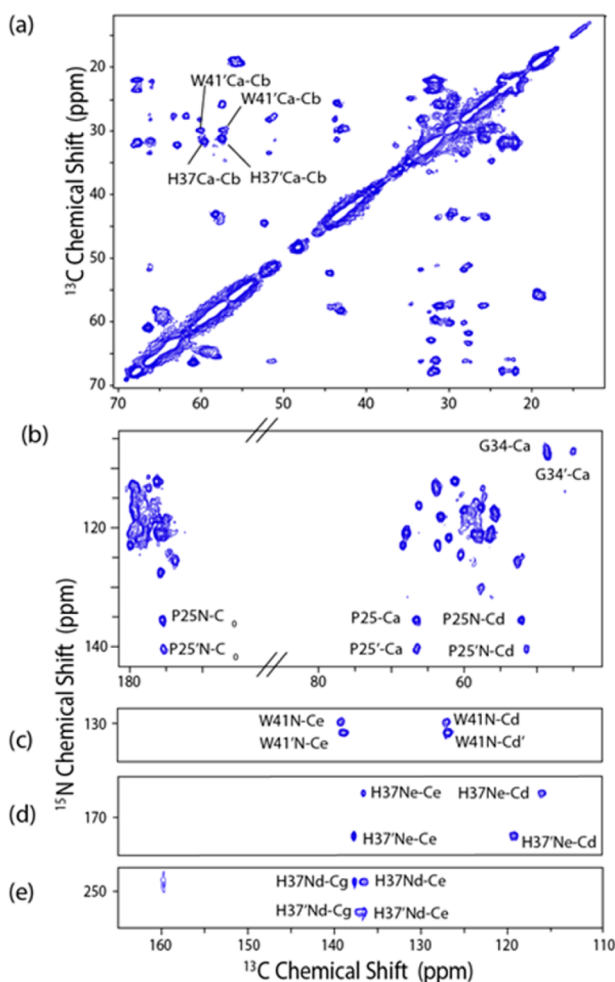 (a)
20
30
40
50
60
70
¹³C Chemical Shift (ppm)
W41'Ca-Cb
W41'Ca-Cb
H37Ca-Cb
H37'Ca-Cb
70 60 50 40 30 20
(b)
G34-Ca
G34'-Ca
120
140
P25N-C
P25'N-C
P25-Ca
P25'-Ca
P25N-Cd
P25'N-Cd
180 80 60
¹⁵N Chemical Shift (ppm)
(c)
130
W41N-Ce
W41'N-Ce
W41N-Cd
W41N-Cd'
(d)
170
H37Ne-Ce
H37Ne-Cd
H37'Ne-Ce
H37'Ne-Cd
(e)
250
H37Nd-Cg
H37Nd-Ce
H37'Nd-Cg
H37'Nd-Ce
160 150 140 130 120 110
¹³C Chemical Shift (ppm)